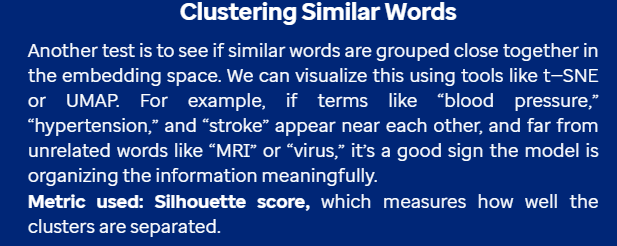 Clustering Similar Words
Another test is to see if similar words are grouped close together in
the embedding space. We can visualize this using tools like t–SNE
or UMAP. For example, if terms like “blood pressure,”
“hypertension,” and “stroke” appear near each other, and far from
unrelated words like “MRI” or “virus,” it’s a good sign the model is
organizing the information meaningfully.
Metric used: Silhouette score, which measures how well the
clusters are separated.